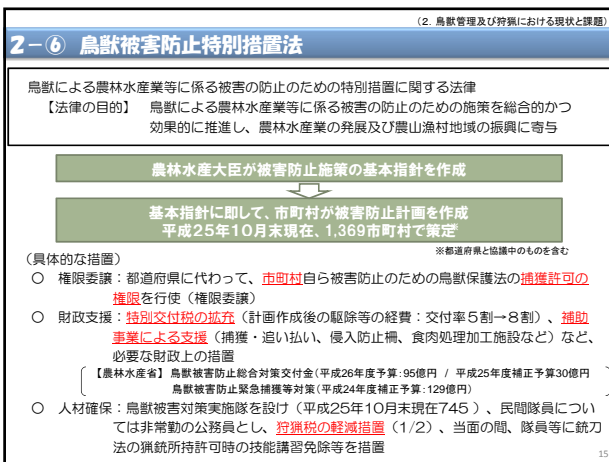 (2. 鳥獣管理及び狩猟における現状と課題)
2-⑥ 鳥獣被害防止特別措置法
鳥獣による農林水産業等に係る被害の防止のための特別措置に関する法律
【法律の目的】 鳥獣による農林水産業等に係る被害の防止のための施策を総合的かつ
効果的に推進し、農林水産業の発展及び農山漁村地域の振興に寄与
農林水産大臣が被害防止施策の基本指針を作成
基本指針に即して、市町村が被害防止計画を作成
平成25年10月末現在、1,369市町村で策定※
※都道府県と協議中のものを含む
(具体的な措置)
○ 権限委譲:都道府県に代わって、市町村自ら被害防止のための鳥獣保護法の捕獲許可の
権限を行使(権限委譲)
○ 財政支援:特別交付税の拡充(計画作成後の駆除等の経費:交付率5割→8割)、補助
事業による支援(捕獲・追い払い、侵入防止柵、食肉処理加工施設など)など、
必要な財政上の措置
【農林水産省】 鳥獣被害防止総合対策交付金(平成26年度予算:95億円 / 平成25年度補正予算30億円
鳥獣被害防止緊急捕獲等対策(平成24年度補正予算:129億円)
○ 人材確保:鳥獣被害対策実施隊を設け(平成25年10月末現在745 )、民間隊員につい
ては非常勤の公務員とし、狩猟税の軽減措置(1/2)、当面の間、隊員等に銃刀
法の猟銃所持許可時の技能講習免除等を措置
15